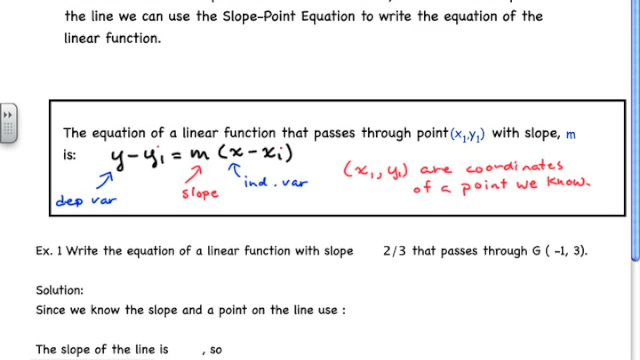 the line we can use the Slope-Point Equation to write the equation of the
linear function.
The equation of a linear function that passes through point (x₁,y₁) with slope, m
is: y - y₁ = m (x - x₁)
dep var
slope
ind. var
(x₁, y₁) are coordinates
of a point we know.
Ex. 1 Write the equation of a linear function with slope 2/3 that passes through G ( -1, 3).
Solution:
Since we know the slope and a point on the line use :
The slope of the line is , so